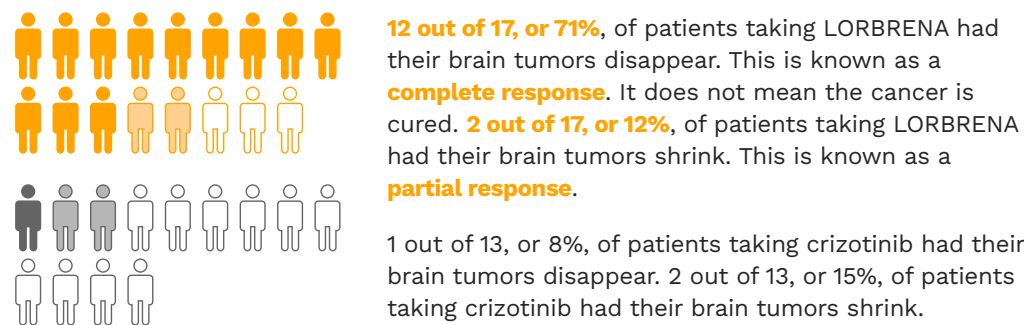 12 out of 17, or 71%, of patients taking LORBRENA had
their brain tumors disappear. This is known as a
complete response. It does not mean the cancer is
cured. 2 out of 17, or 12%, of patients taking LORBRENA
had their brain tumors shrink. This is known as a
partial response.
1 out of 13, or 8%, of patients taking crizotinib had their
brain tumors disappear. 2 out of 13, or 15%, of patients
taking crizotinib had their brain tumors shrink.